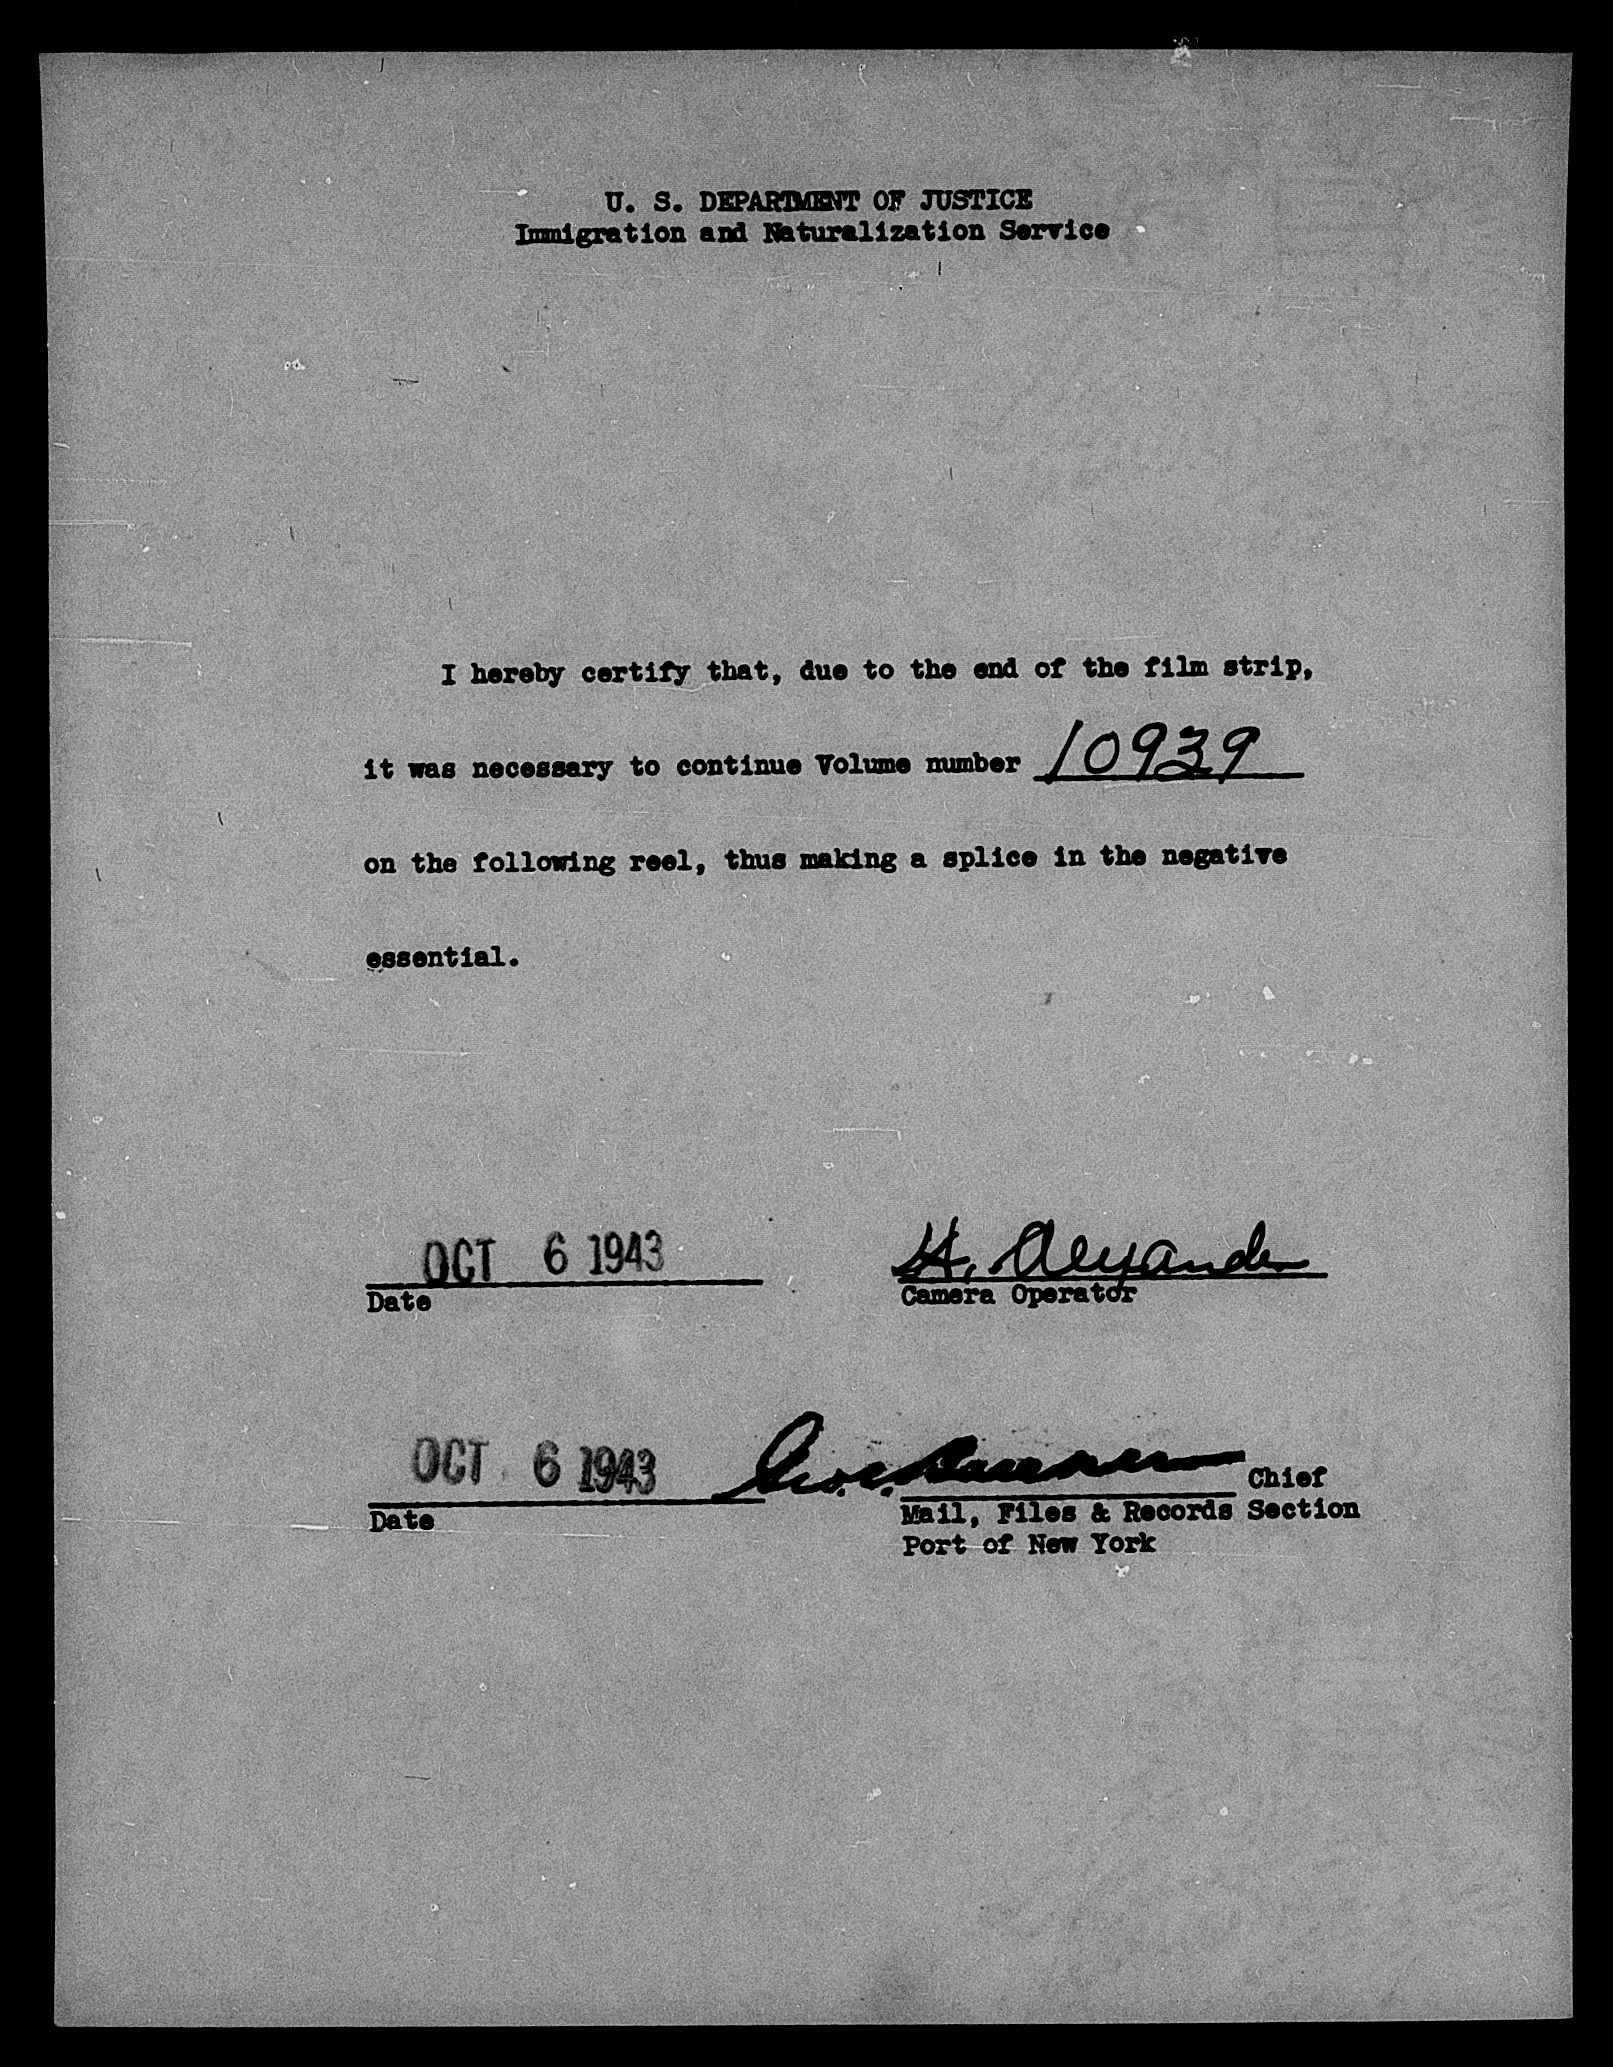 U. S. DEPARTMENT OF JUSTICE
Immigration and Naturalization Service
I hereby certify that, due to the end of the film strip,
it was necessary to continue Volume number 10939
on the following reel, thus making a splice in the negative
essential.
OCT 6 1943 H. Alexander
Date Camera Operator
OCT 6 1943 Chief
Date Mail, Files & Records Section
Port of New York